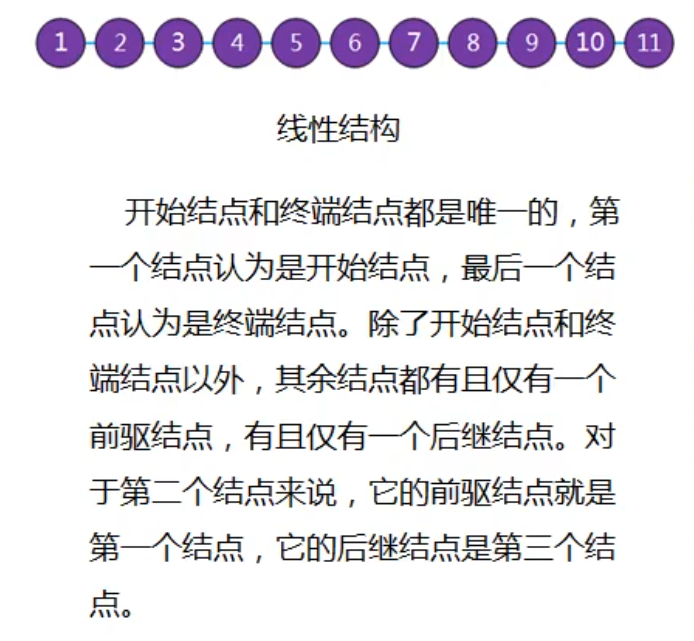 1 2 3 4 5 6 7 8 9 10 11
线性结构
开始结点和终端结点都是唯一的，第
一个结点认为是开始结点，最后一个结
点认为是终端结点。除了开始结点和终
端结点以外，其余结点都有且仅有一个
前驱结点，有且仅有一个后继结点。对
于第二个结点来说，它的前驱结点就是
第一个结点，它的后继结点是第三个结
点。